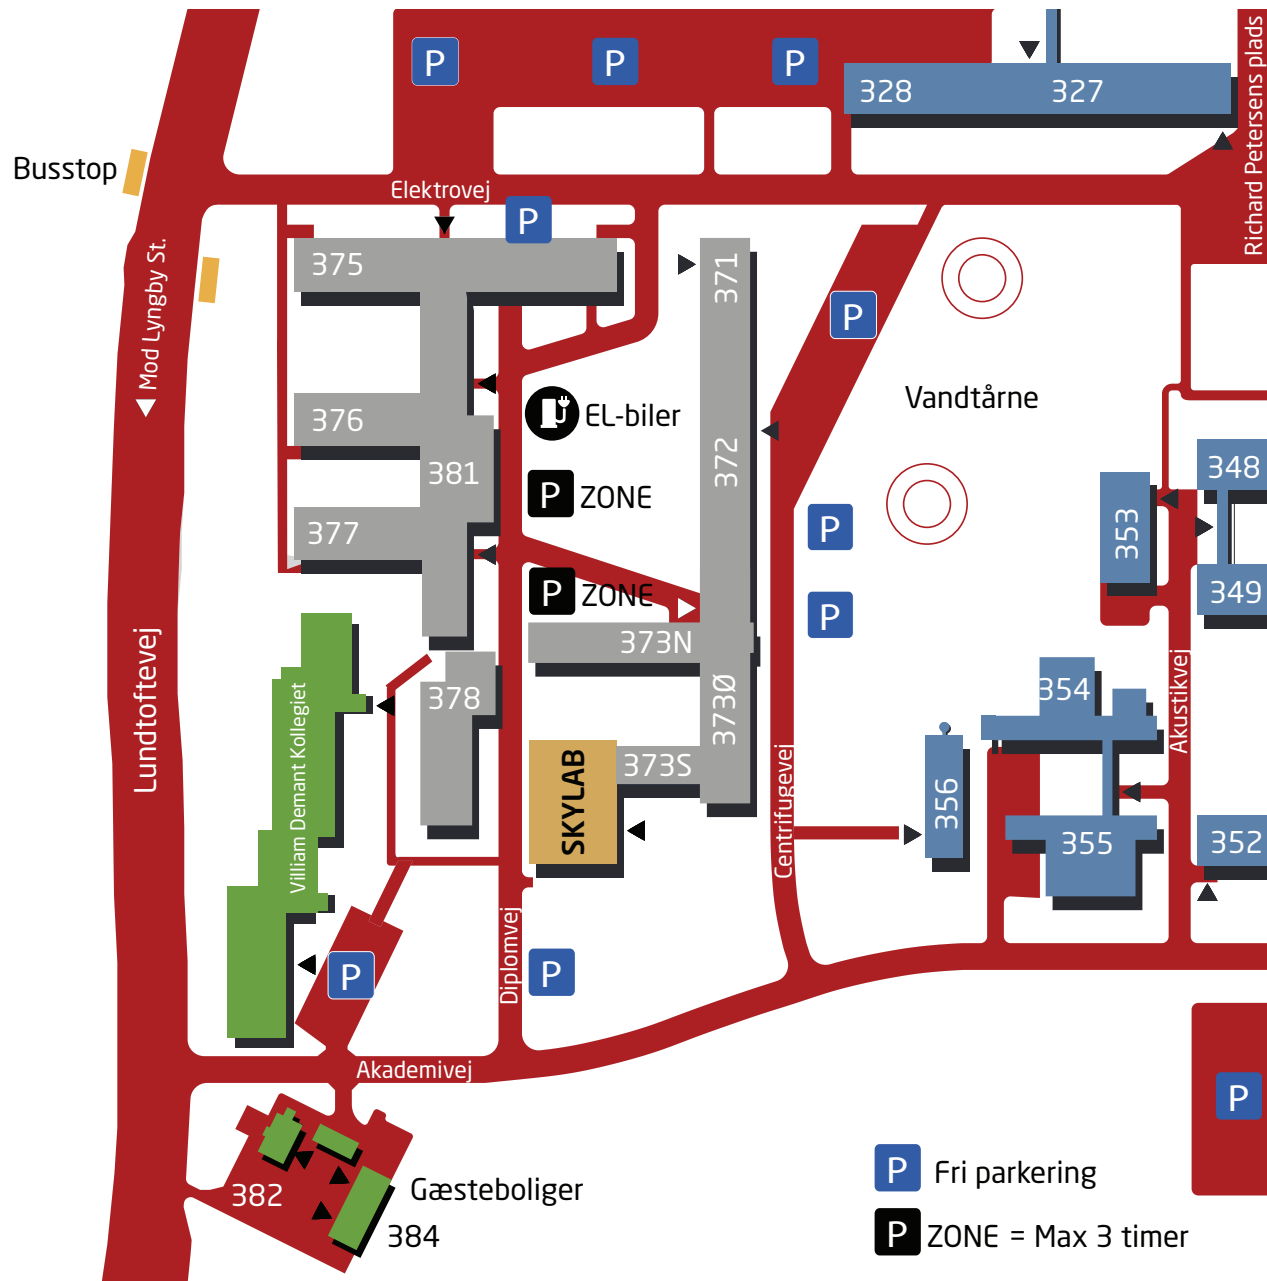 P
P
P
328
327
Richard Petersens plads
Busstop
Elektrovej
P
375
371
Mod Lyngby St.
P
Vandtårne
376
EL-biler
381
372
348
P ZONE
377
P
353
P ZONE
349
P
373N
Lundtoftevej
Villiam Demant Kollegiet
378
373Ø
354
Akustikvej
SKYLAB
373S
Centrifugevej
356
355
352
P
Diplomvej
P
Akademivej
P
382
Gæsteboliger
384
P Fri parkering
P ZONE = Max 3 timer